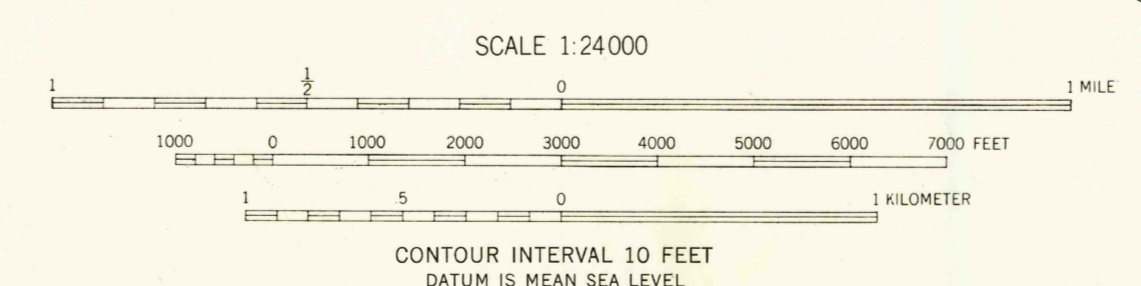 SCALE 1:24000
1 1/2 0 1 MILE
1000 0 1000 2000 3000 4000 5000 6000 7000 FEET
1 .5 0 1 KILOMETER
CONTOUR INTERVAL 10 FEET
DATUM IS MEAN SEA LEVEL